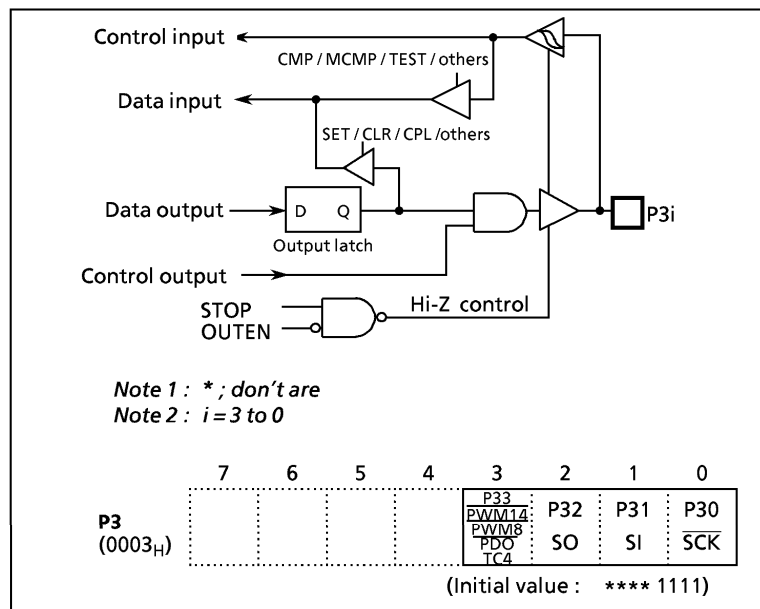 Control input
CMP / MCMP / TEST / others
Data input
SET / CLR / CPL /others
Data output
D Q
P3i
Output latch
Control output
STOP
OUTEN
Hi-Z control
Note 1 : * ; don't are
Note 2 : i = 3 to 0
7 6 5 4 3 2 1 0
P3
(0003H)
P33
PWM14
PWM8
PDO
TC4
P32
SO
P31
SI
P30
SCK
(Initial value : **** 1111)